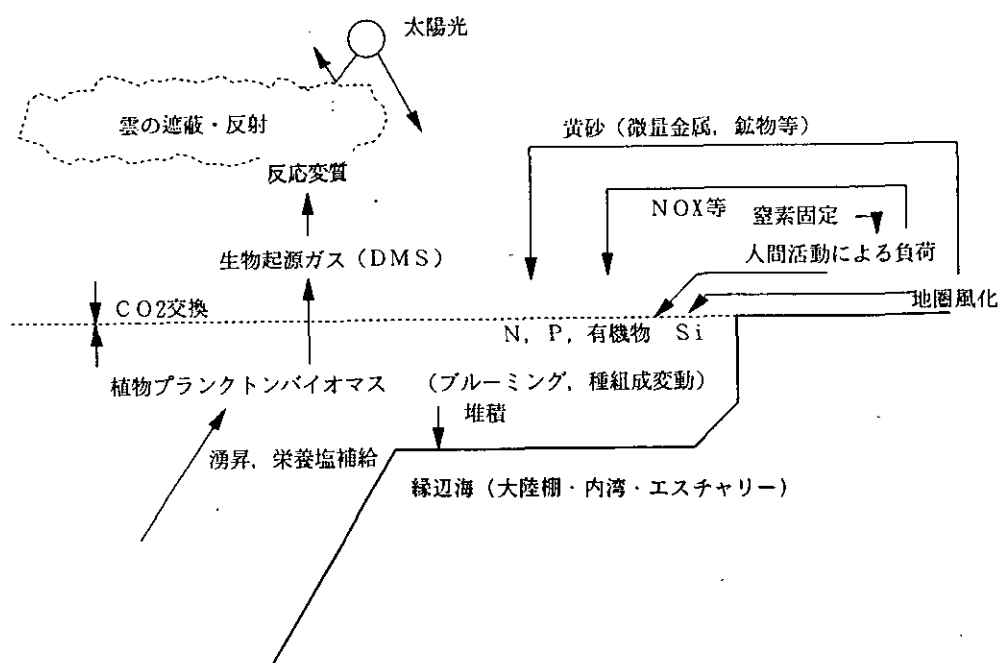 太陽光
雲の遮蔽・反射
黄砂（微量金属，鉱物等）
反応変質
NOX等
窒素固定
生物起源ガス（DMS）
人間活動による負荷
CO2交換
地圏風化
N，P，有機物 Si
植物プランクトンバイオマス （ブルーミング，種組成変動）
堆積
湧昇，栄養塩補給
縁辺海（大陸棚・内湾・エスチャリー）